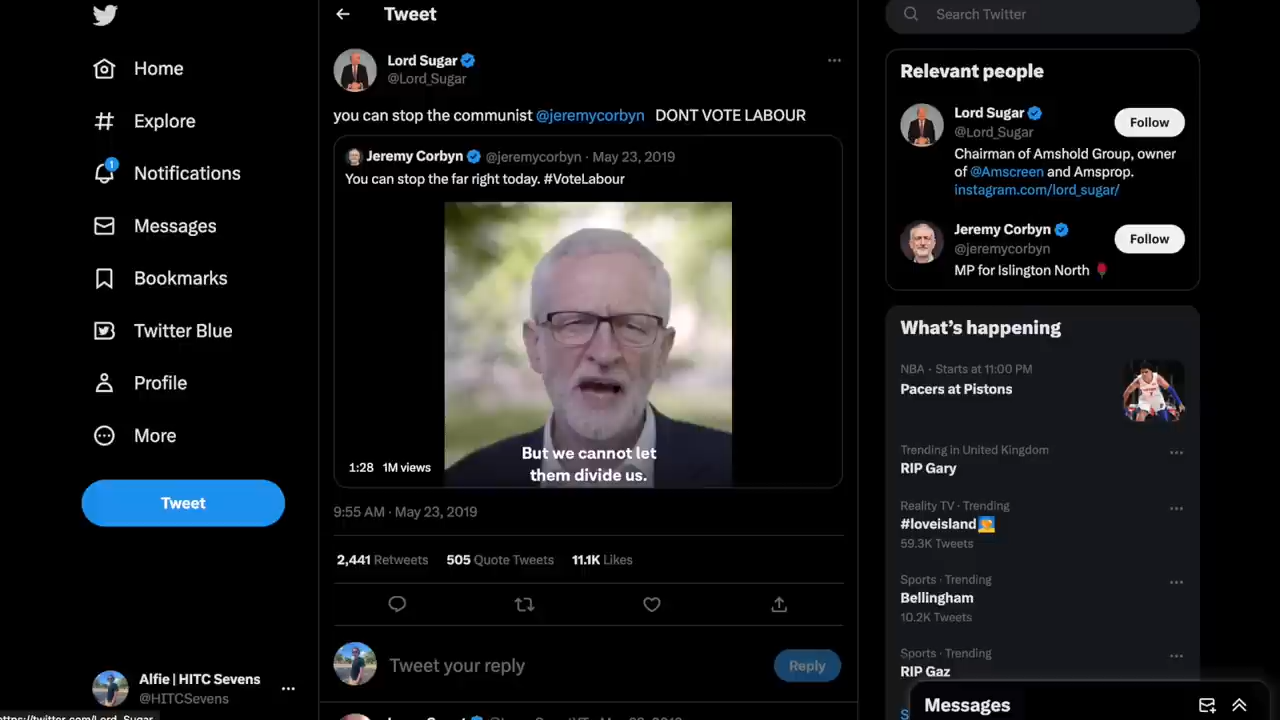 Home
Explore
1
Notifications
Messages
Bookmarks
Twitter Blue
Profile
More
Tweet
Alfie | HITC Sevens
@HITCSevens
https://twitter.com/Lord_Sugar
Tweet
Lord Sugar
@Lord_Sugar
you can stop the communist @jeremycorbyn DONT VOTE LABOUR
Jeremy Corbyn @jeremycorbyn · May 23, 2019
You can stop the far right today. #VoteLabour
But we cannot let
them divide us.
1:28 1M views
9:55 AM · May 23, 2019
2,441 Retweets 505 Quote Tweets 11.1K Likes
Tweet your reply
Reply
Search Twitter
Relevant people
Lord Sugar
@Lord_Sugar
Follow
Chairman of Amshold Group, owner
of @Amscreen and Amsprop.
instagram.com/lord_sugar/
Jeremy Corbyn
@jeremycorbyn
Follow
MP for Islington North
What's happening
NBA · Starts at 11:00 PM
Pacers at Pistons
Trending in United Kingdom
RIP Gary
Reality TV · Trending
#loveisland
59.3K Tweets
Sports · Trending
Bellingham
10.2K Tweets
Sports · Trending
RIP Gaz
Messages